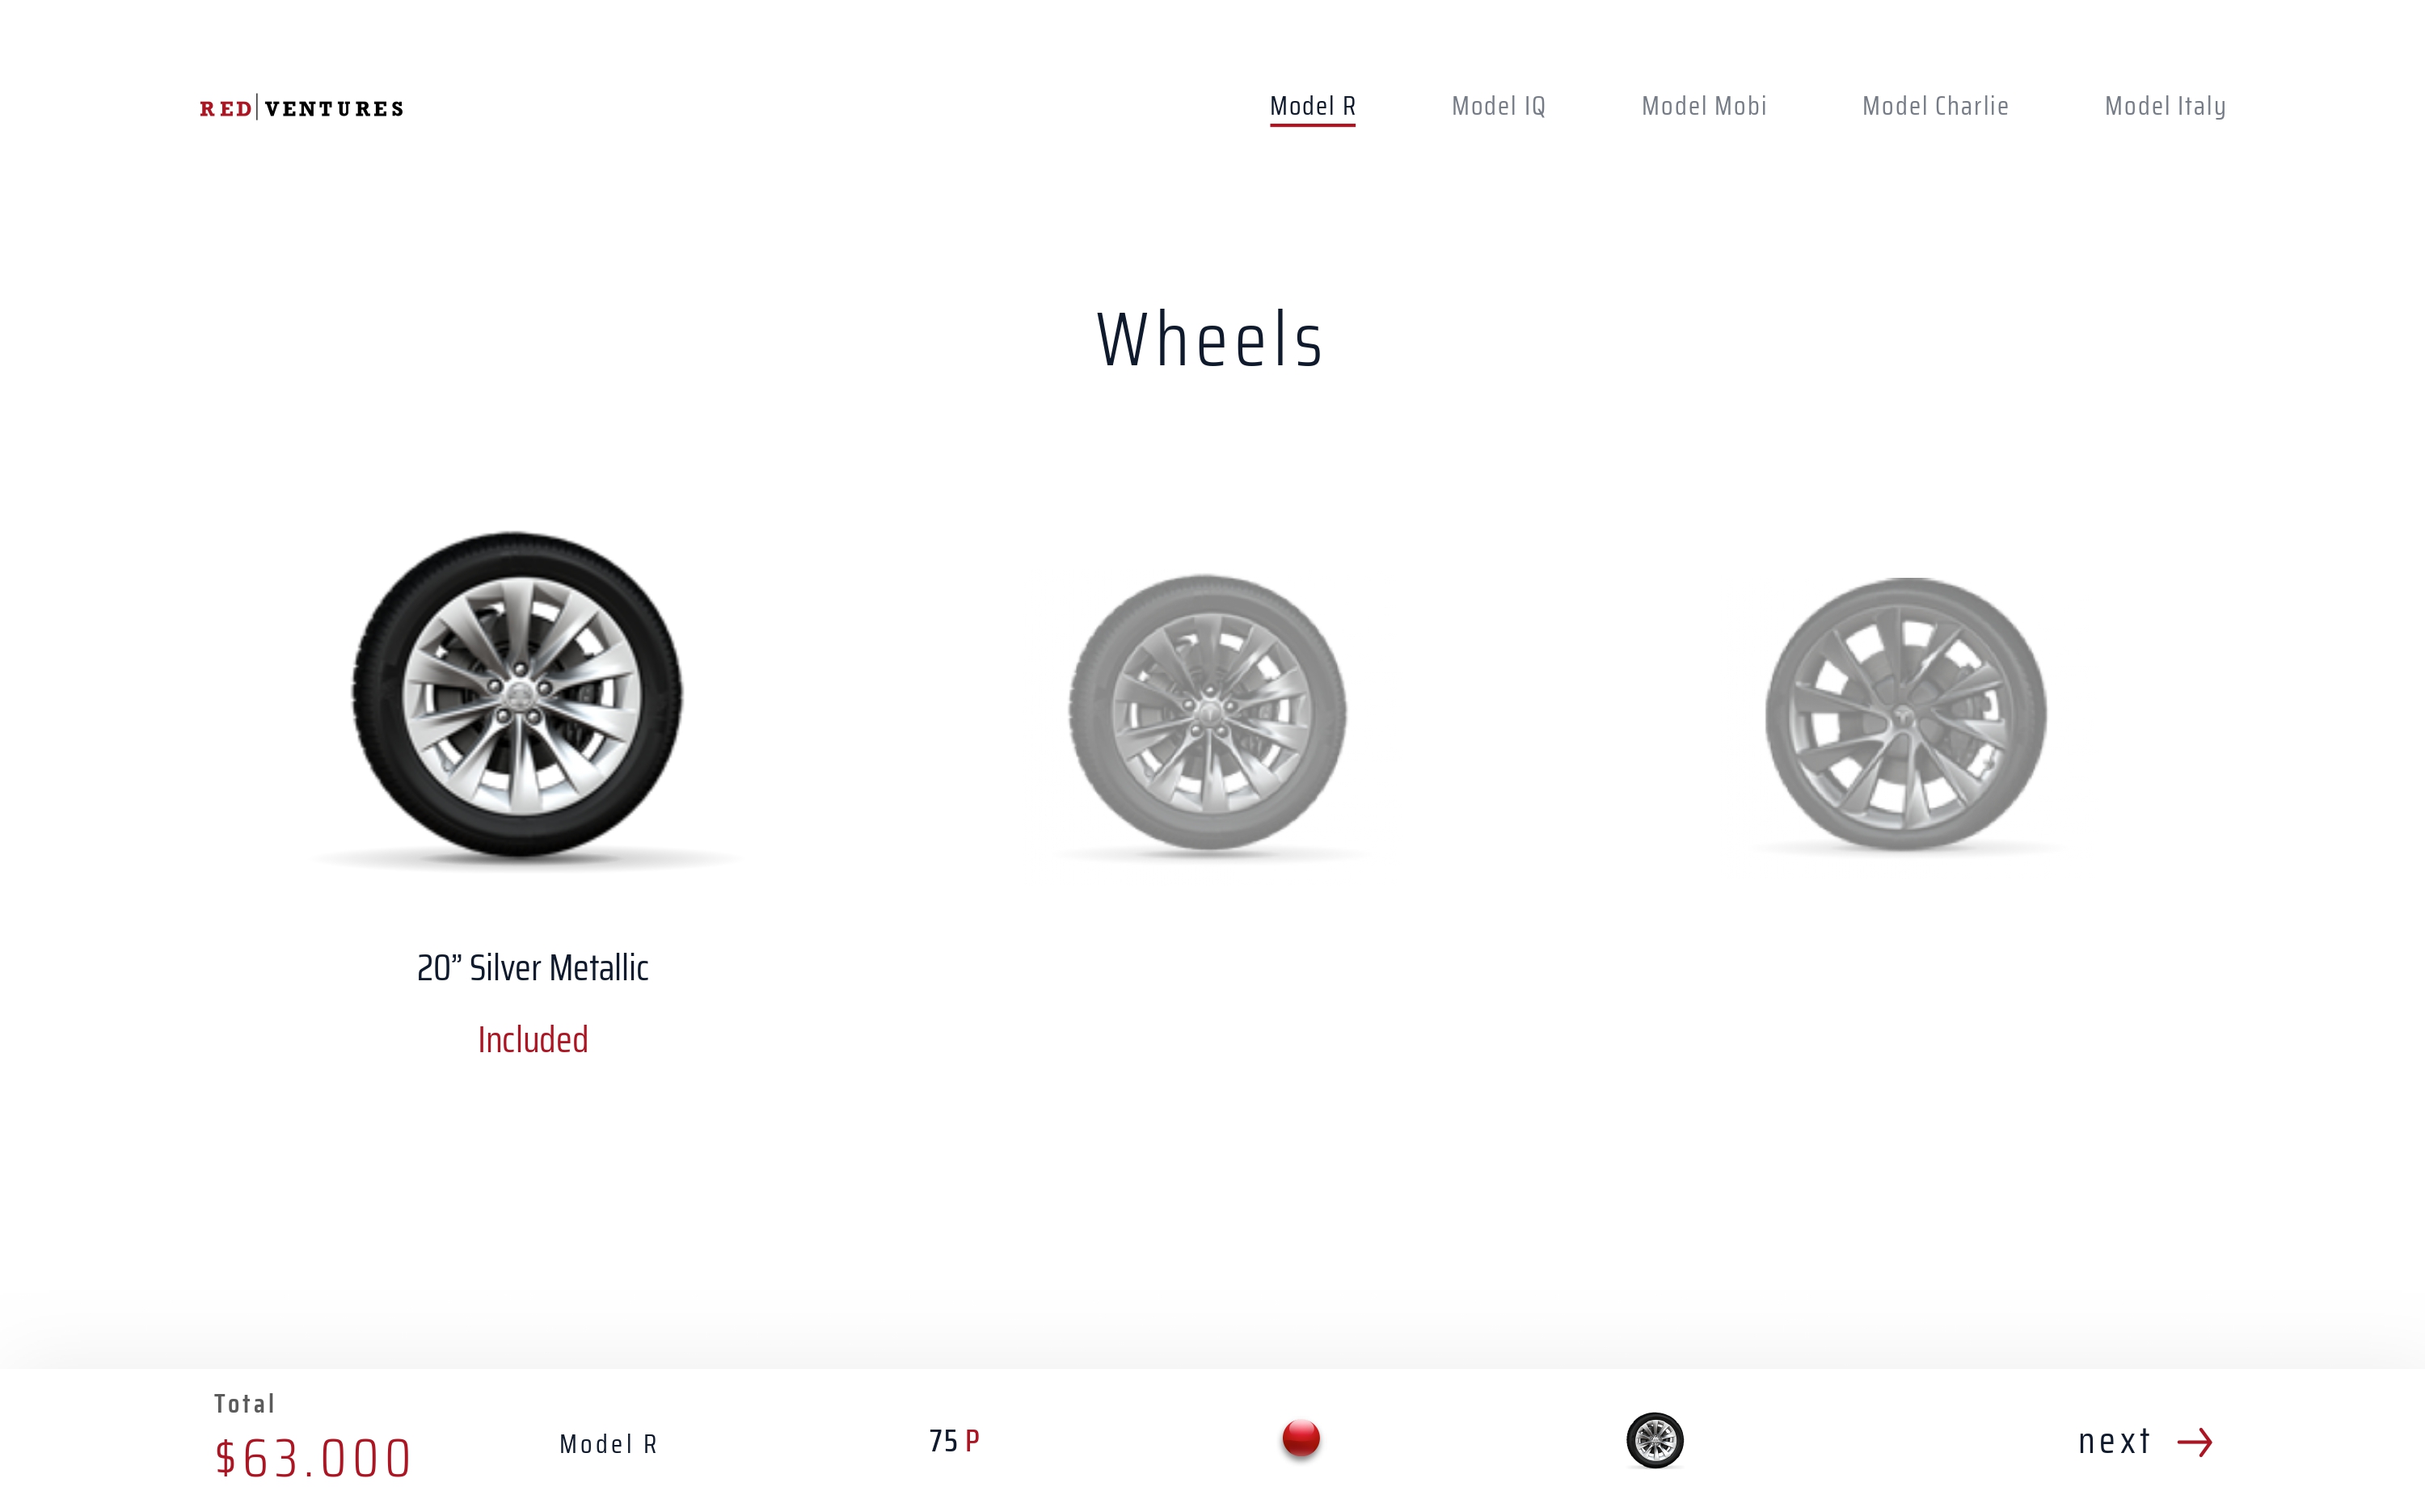 RED VENTURES
Model R
Model IQ
Model Mobi
Model Charlie
Model Italy
Wheels
20” Silver Metallic
Included
Total
$63.000
Model R
75 P
next